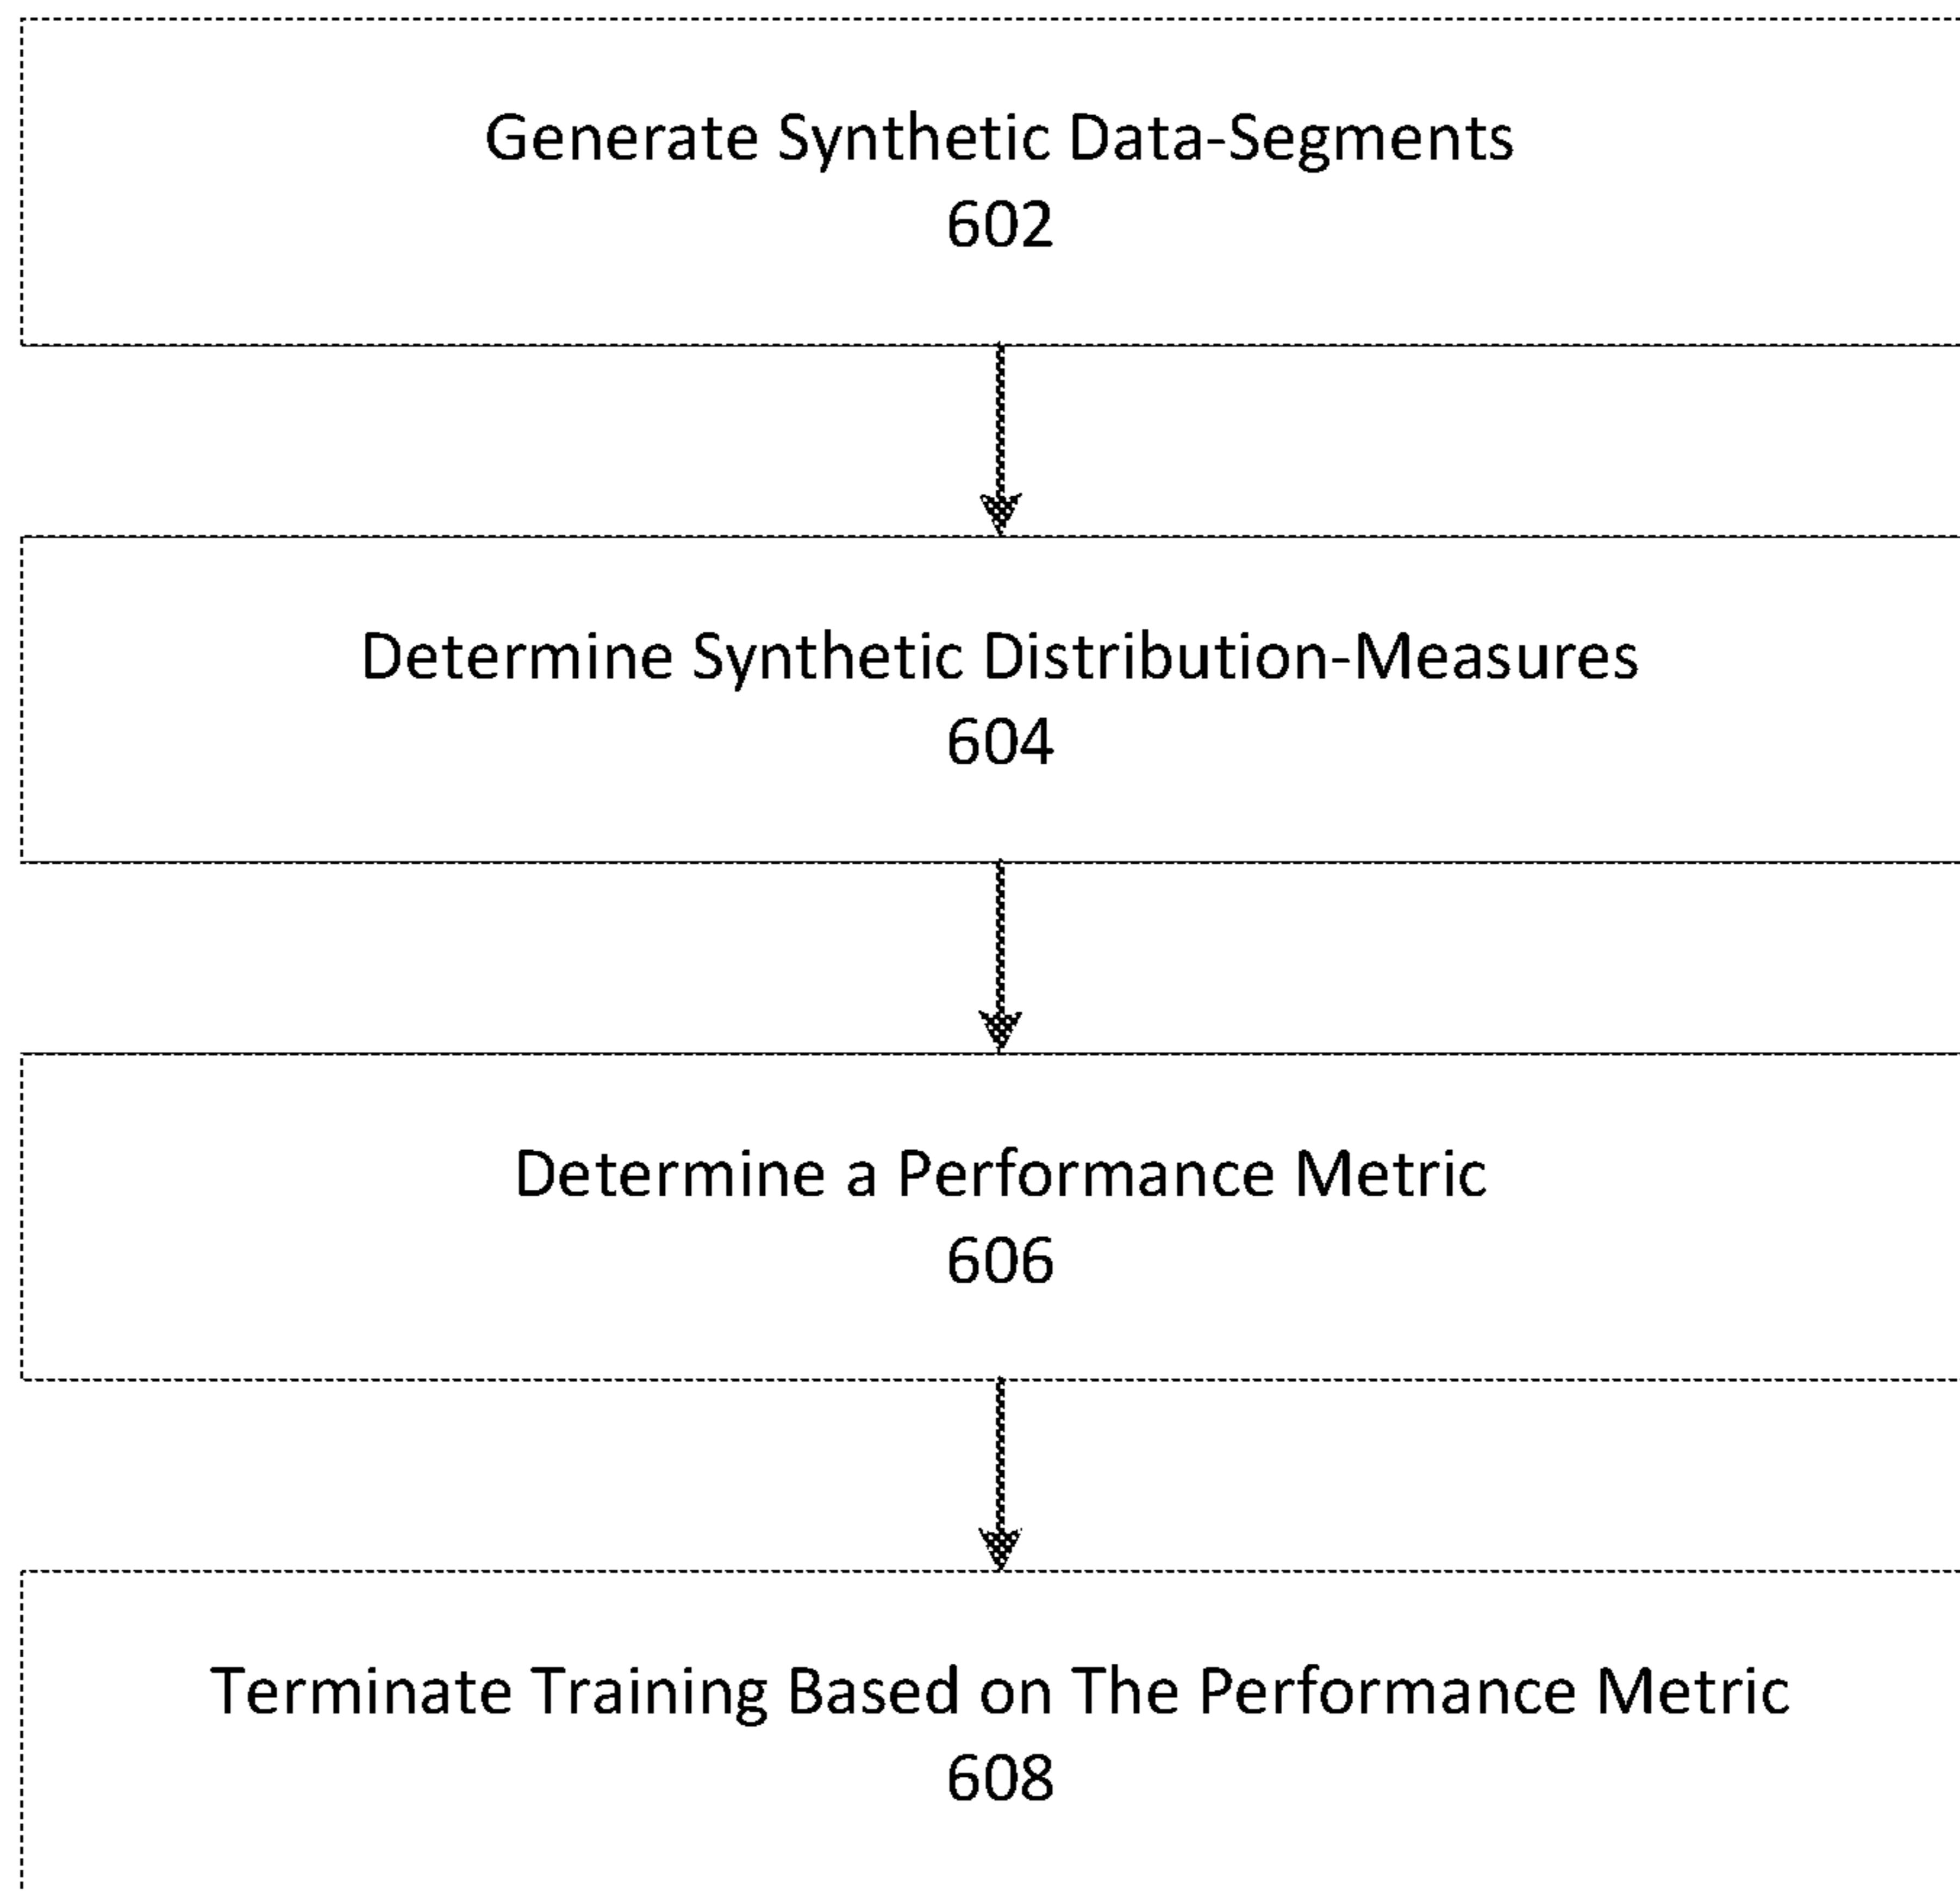 Generate Synthetic Data-Segments
602
Determine Synthetic Distribution-Measures
604
Determine a Performance Metric
606
Terminate Training Based on The Performance Metric
608